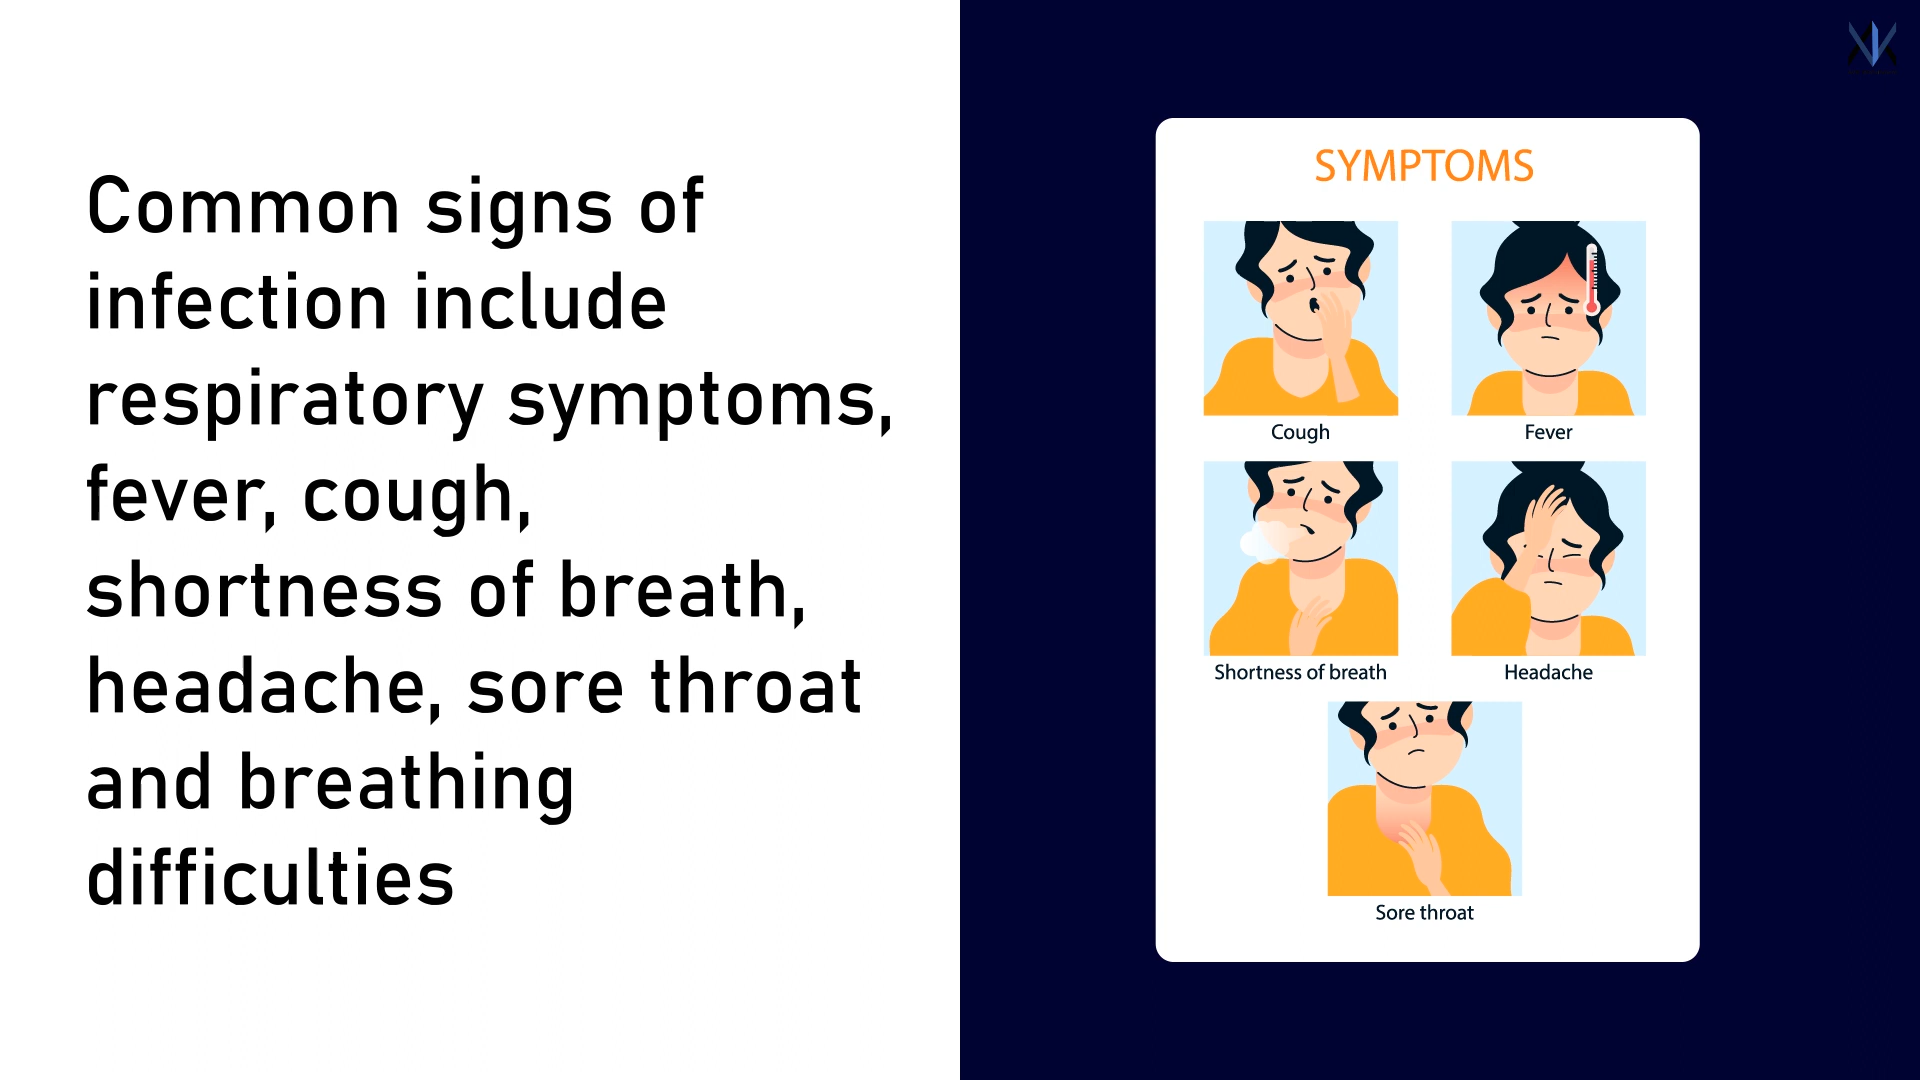 Common signs of
infection include
respiratory symptoms,
fever, cough,
shortness of breath,
headache, sore throat
and breathing
difficulties
SYMPTOMS
Cough
Fever
Shortness of breath
Headache
Sore throat